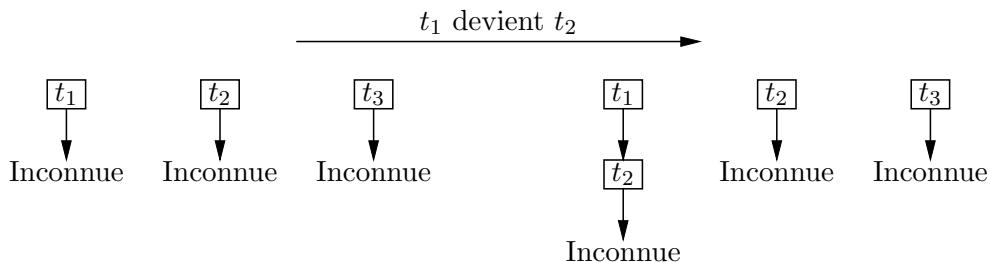 t₁ devient t₂
t₁ t₂ t₃ t₁ t₂ t₃
Inconnue Inconnue Inconnue t₂ Inconnue Inconnue
Inconnue